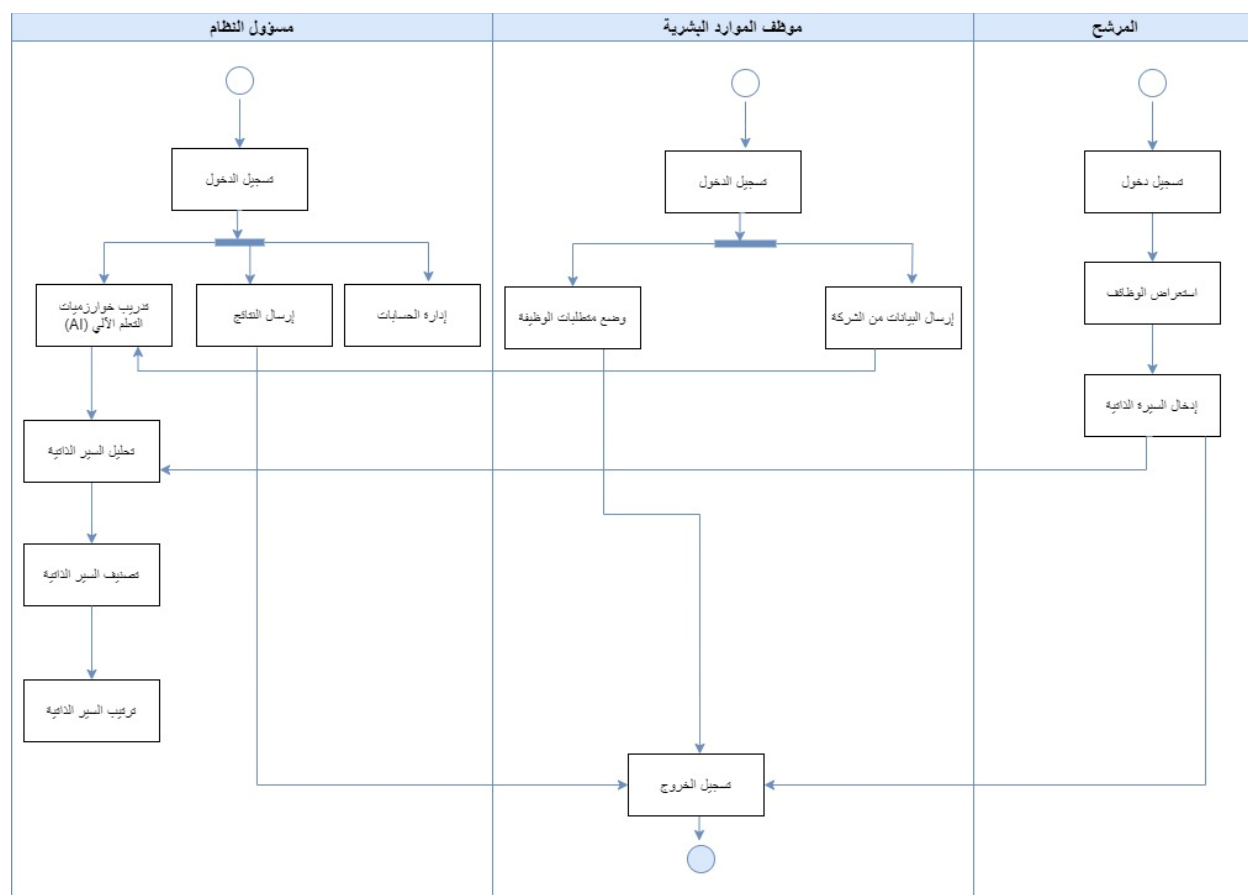 المرشح
موظف الموارد البشرية
مسؤول النظام
تسجيل دخول
تسجيل الدخول
تسجيل الدخول
استعراض الوظائف
إرسال البيانات من الشركة
وضع متطلبات الوظيفة
إدارة الحسابات
إرسال النتائج
تدريب خوارزميات
التعلم الآلي (AI)
إدخال السيرة الذاتية
تحليل السير الذاتية
تصنيف السير الذاتية
ترتيب السير الذاتية
تسجيل الخروج